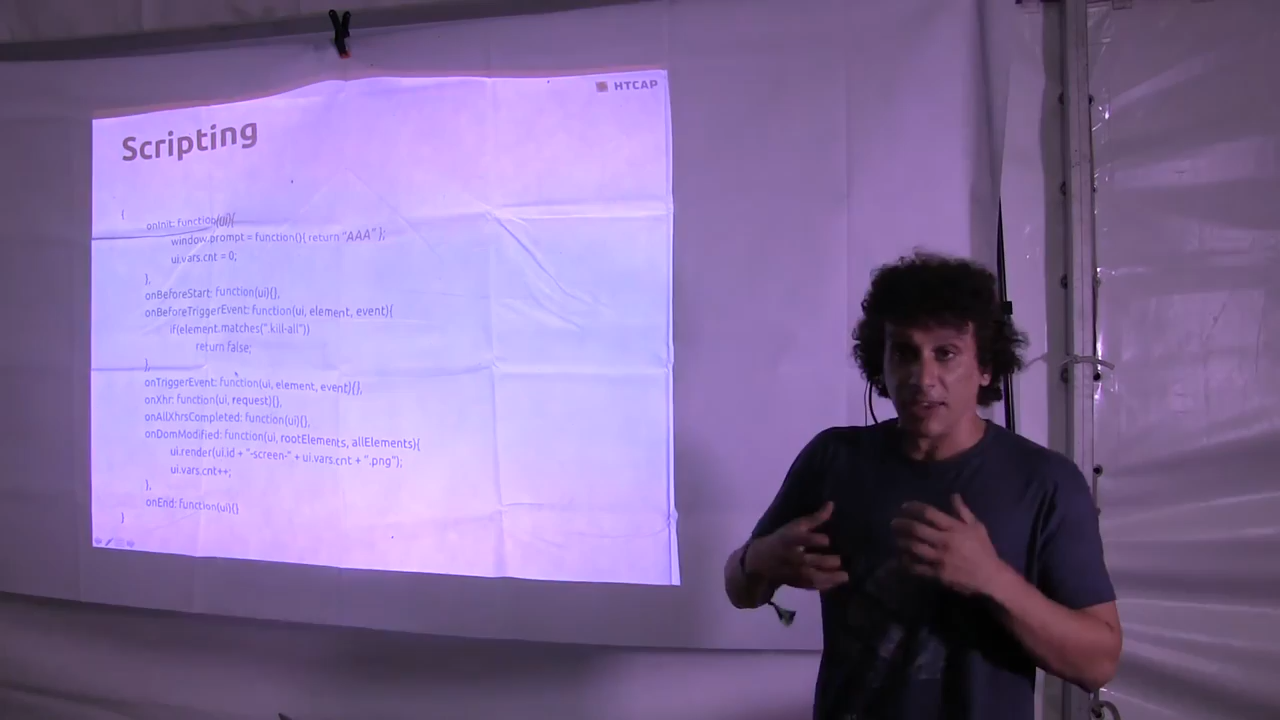 HTCAP
Scripting
{
onInit: function(ui){
window.prompt = function(){ return "AAA" };
ui.vars.cnt = 0;
},
onBeforeStart: function(ui){},
onBeforeTriggerEvent: function(ui, element, event){
if(element.matches(".kill-all"))
return false;
},
onTriggerEvent: function(ui, element, event){},
onXhr: function(ui, request){},
onAllXhrsCompleted: function(ui){},
onDomModified: function(ui, rootElements, allElements){
ui.render(ui.id + "-screen-" + ui.vars.cnt + ".png");
ui.vars.cnt++;
},
onEnd: function(ui){}
}